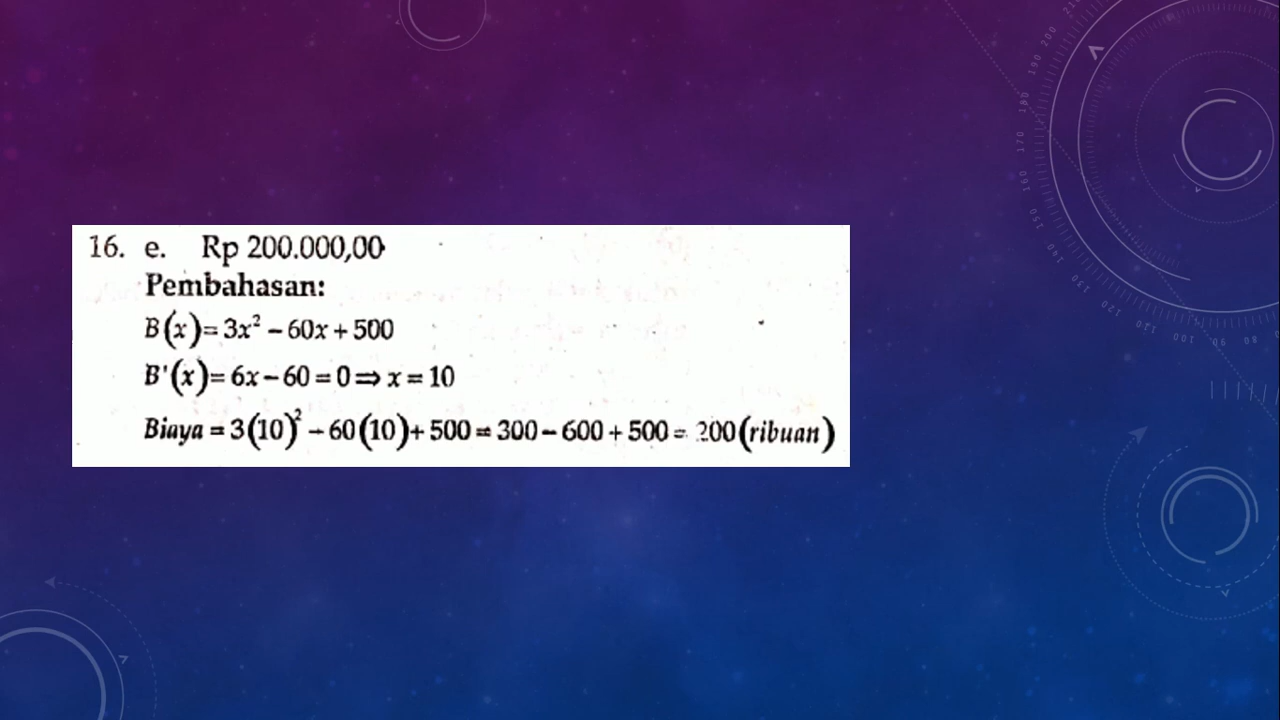 16. e. Rp 200.000,00
Pembahasan:
B(x)= 3x² – 60x + 500
B'(x)= 6x – 60 = 0 ⇒ x = 10
Biaya = 3(10)² – 60(10)+ 500 = 300 – 600 + 500 = 200(ribuan)